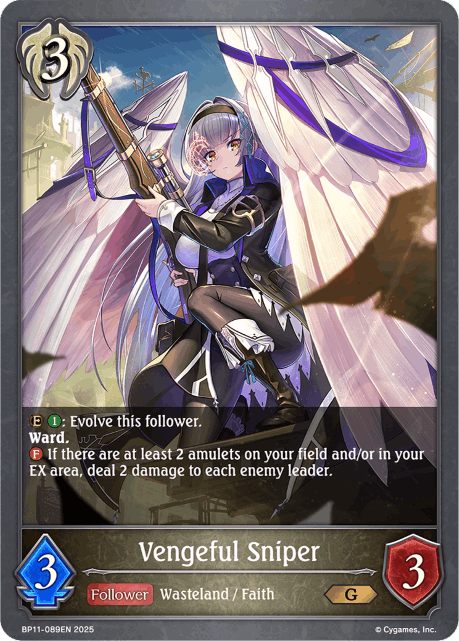 3
E 1: Evolve this follower.
Ward.
F If there are at least 2 amulets on your field and/or in your
EX area, deal 2 damage to each enemy leader.
Vengeful Sniper
3
Follower Wasteland / Faith
G
3
BP11-089EN 2025
© Cygames, Inc.